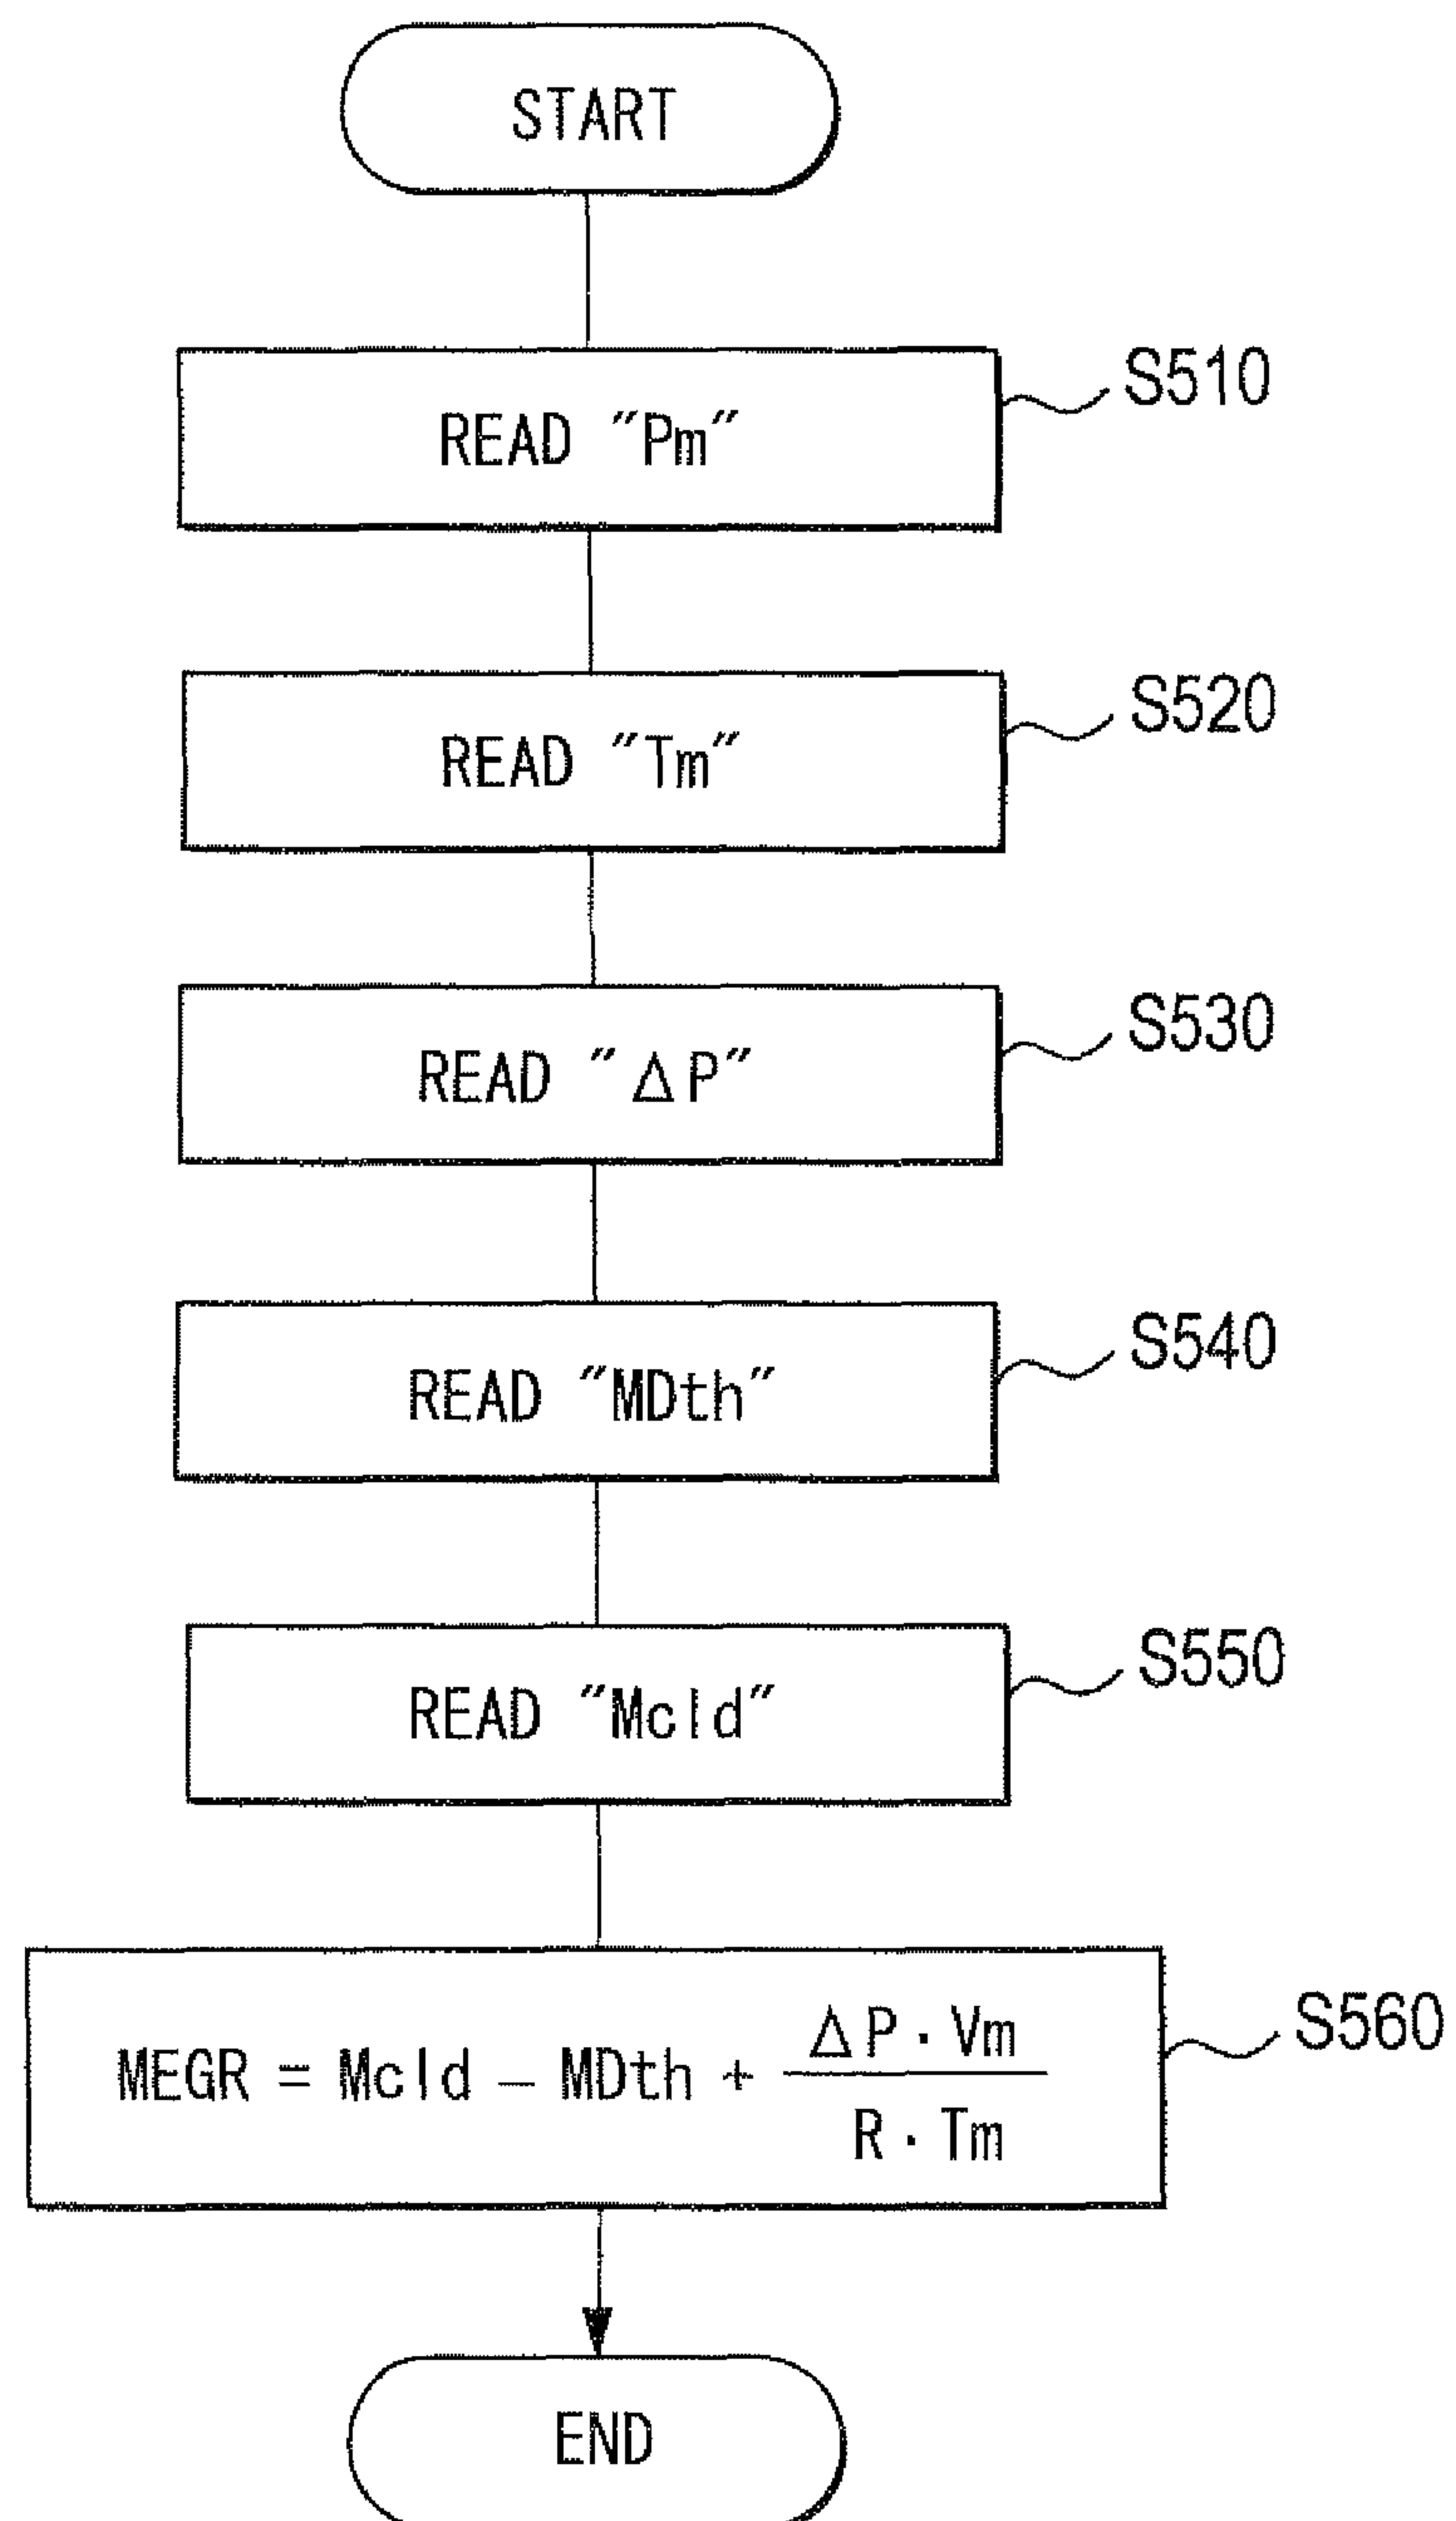 START
READ "Pm"
S510
READ "Tm"
S520
READ "ΔP"
S530
READ "MDth"
S540
READ "Mcld"
S550
MEGR = Mcld - MDth + ΔP·Vm / R·Tm
S560
END